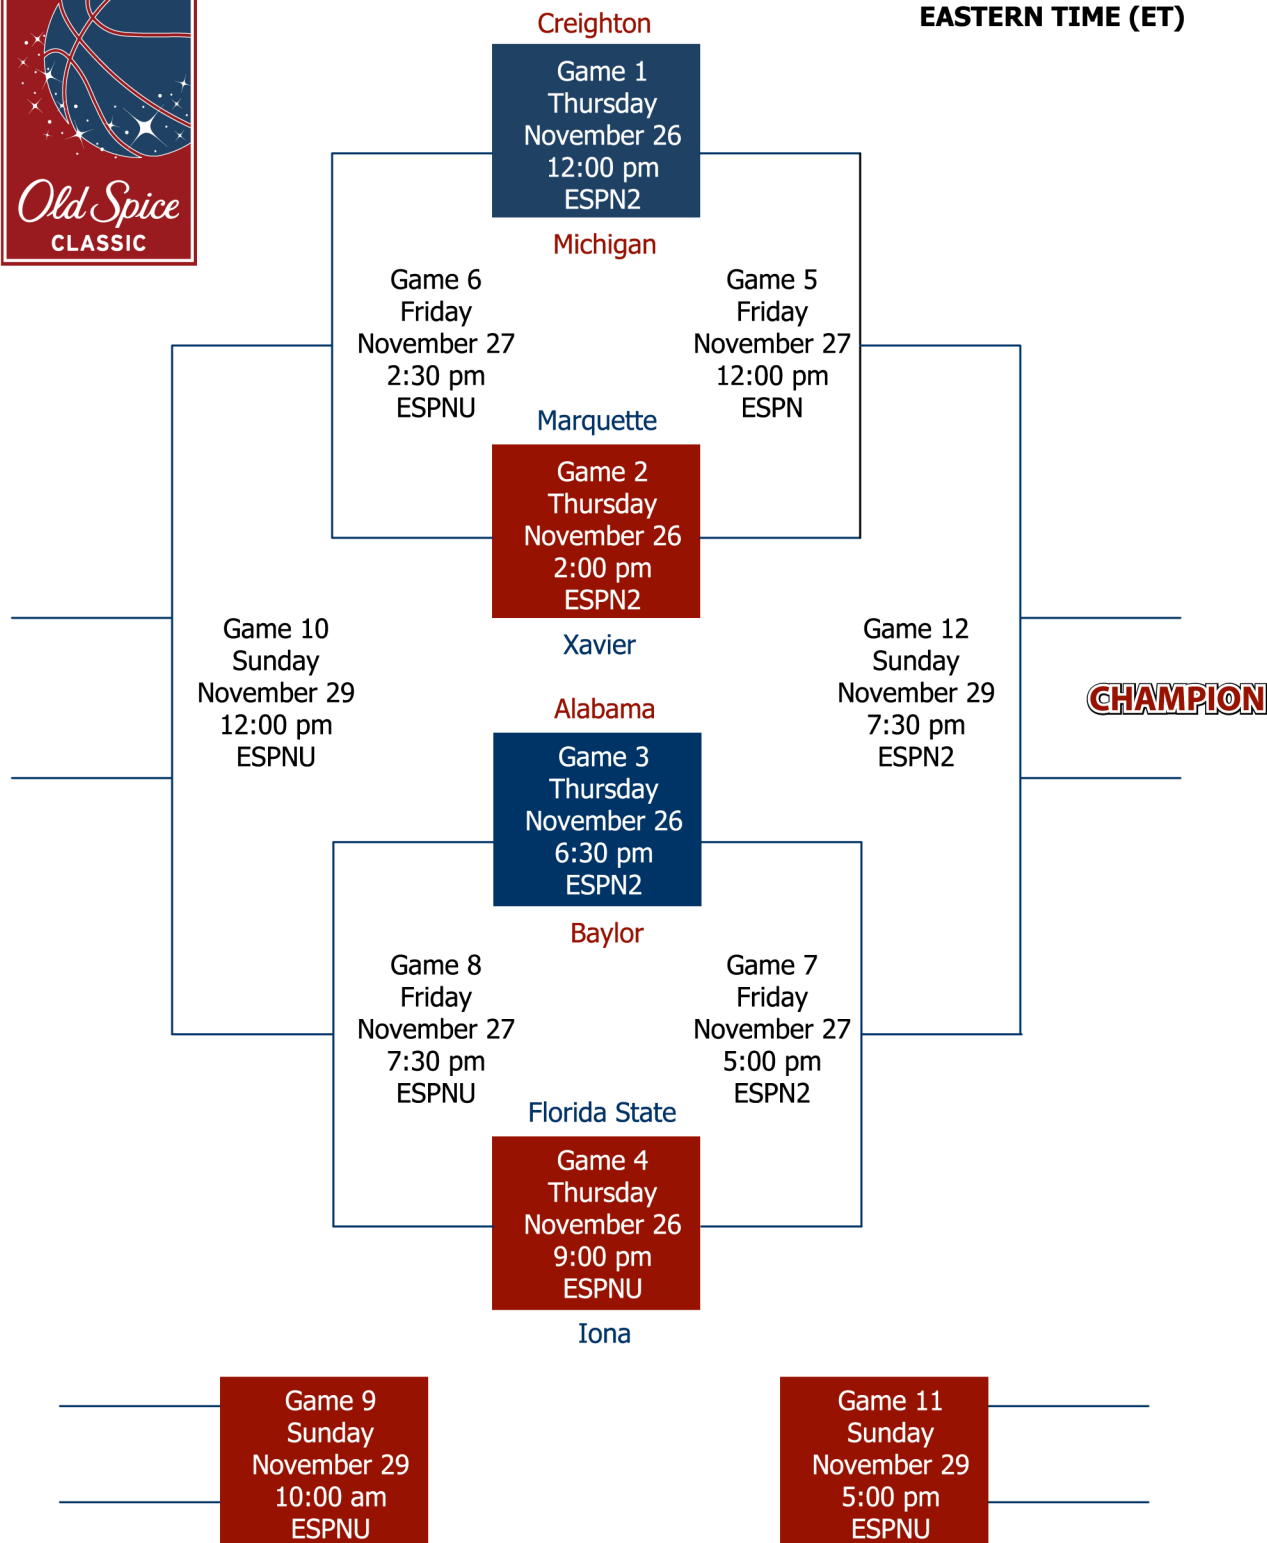 EASTERN TIME (ET)
Old Spice
CLASSIC
Creighton
Game 1
Thursday
November 26
12:00 pm
ESPN2
Michigan
Game 6
Friday
November 27
2:30 pm
ESPNU
Game 5
Friday
November 27
12:00 pm
ESPN
Marquette
Game 2
Thursday
November 26
2:00 pm
ESPN2
Xavier
Game 10
Sunday
November 29
12:00 pm
ESPNU
Game 12
Sunday
November 29
7:30 pm
ESPN2
CHAMPION
Alabama
Game 3
Thursday
November 26
6:30 pm
ESPN2
Baylor
Game 8
Friday
November 27
7:30 pm
ESPNU
Game 7
Friday
November 27
5:00 pm
ESPN2
Florida State
Game 4
Thursday
November 26
9:00 pm
ESPNU
Iona
Game 9
Sunday
November 29
10:00 am
ESPNU
Game 11
Sunday
November 29
5:00 pm
ESPNU